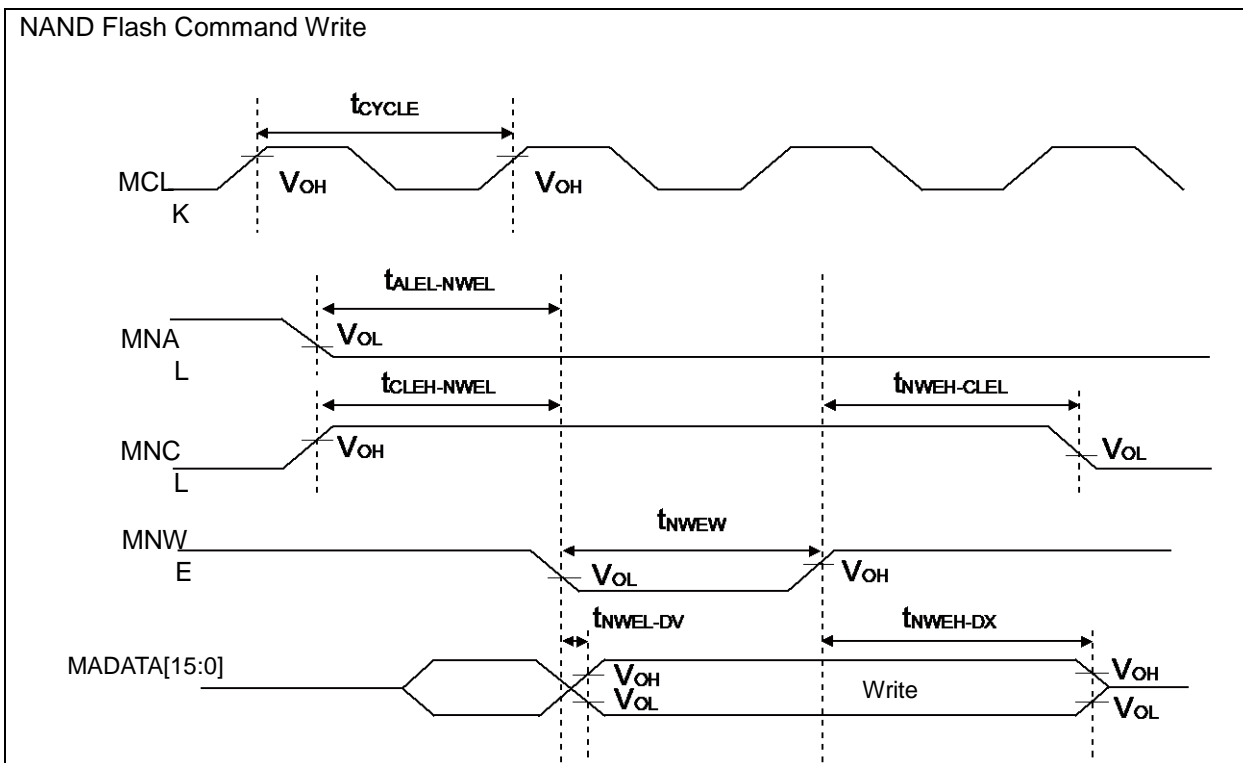 NAND Flash Command Write
tCYCLE
MCL
K
VOH
VOH
tALEL-NWEL
MNA
L
VOL
tCLEH-NWEL
tNWEH-CLEL
MNC
L
VOH
VOL
MNW
E
tNWEW
VOL
VOH
tNWEL-DV
tNWEH-DX
MADATA[15:0]
VOH
Write
VOH
VOL
VOL